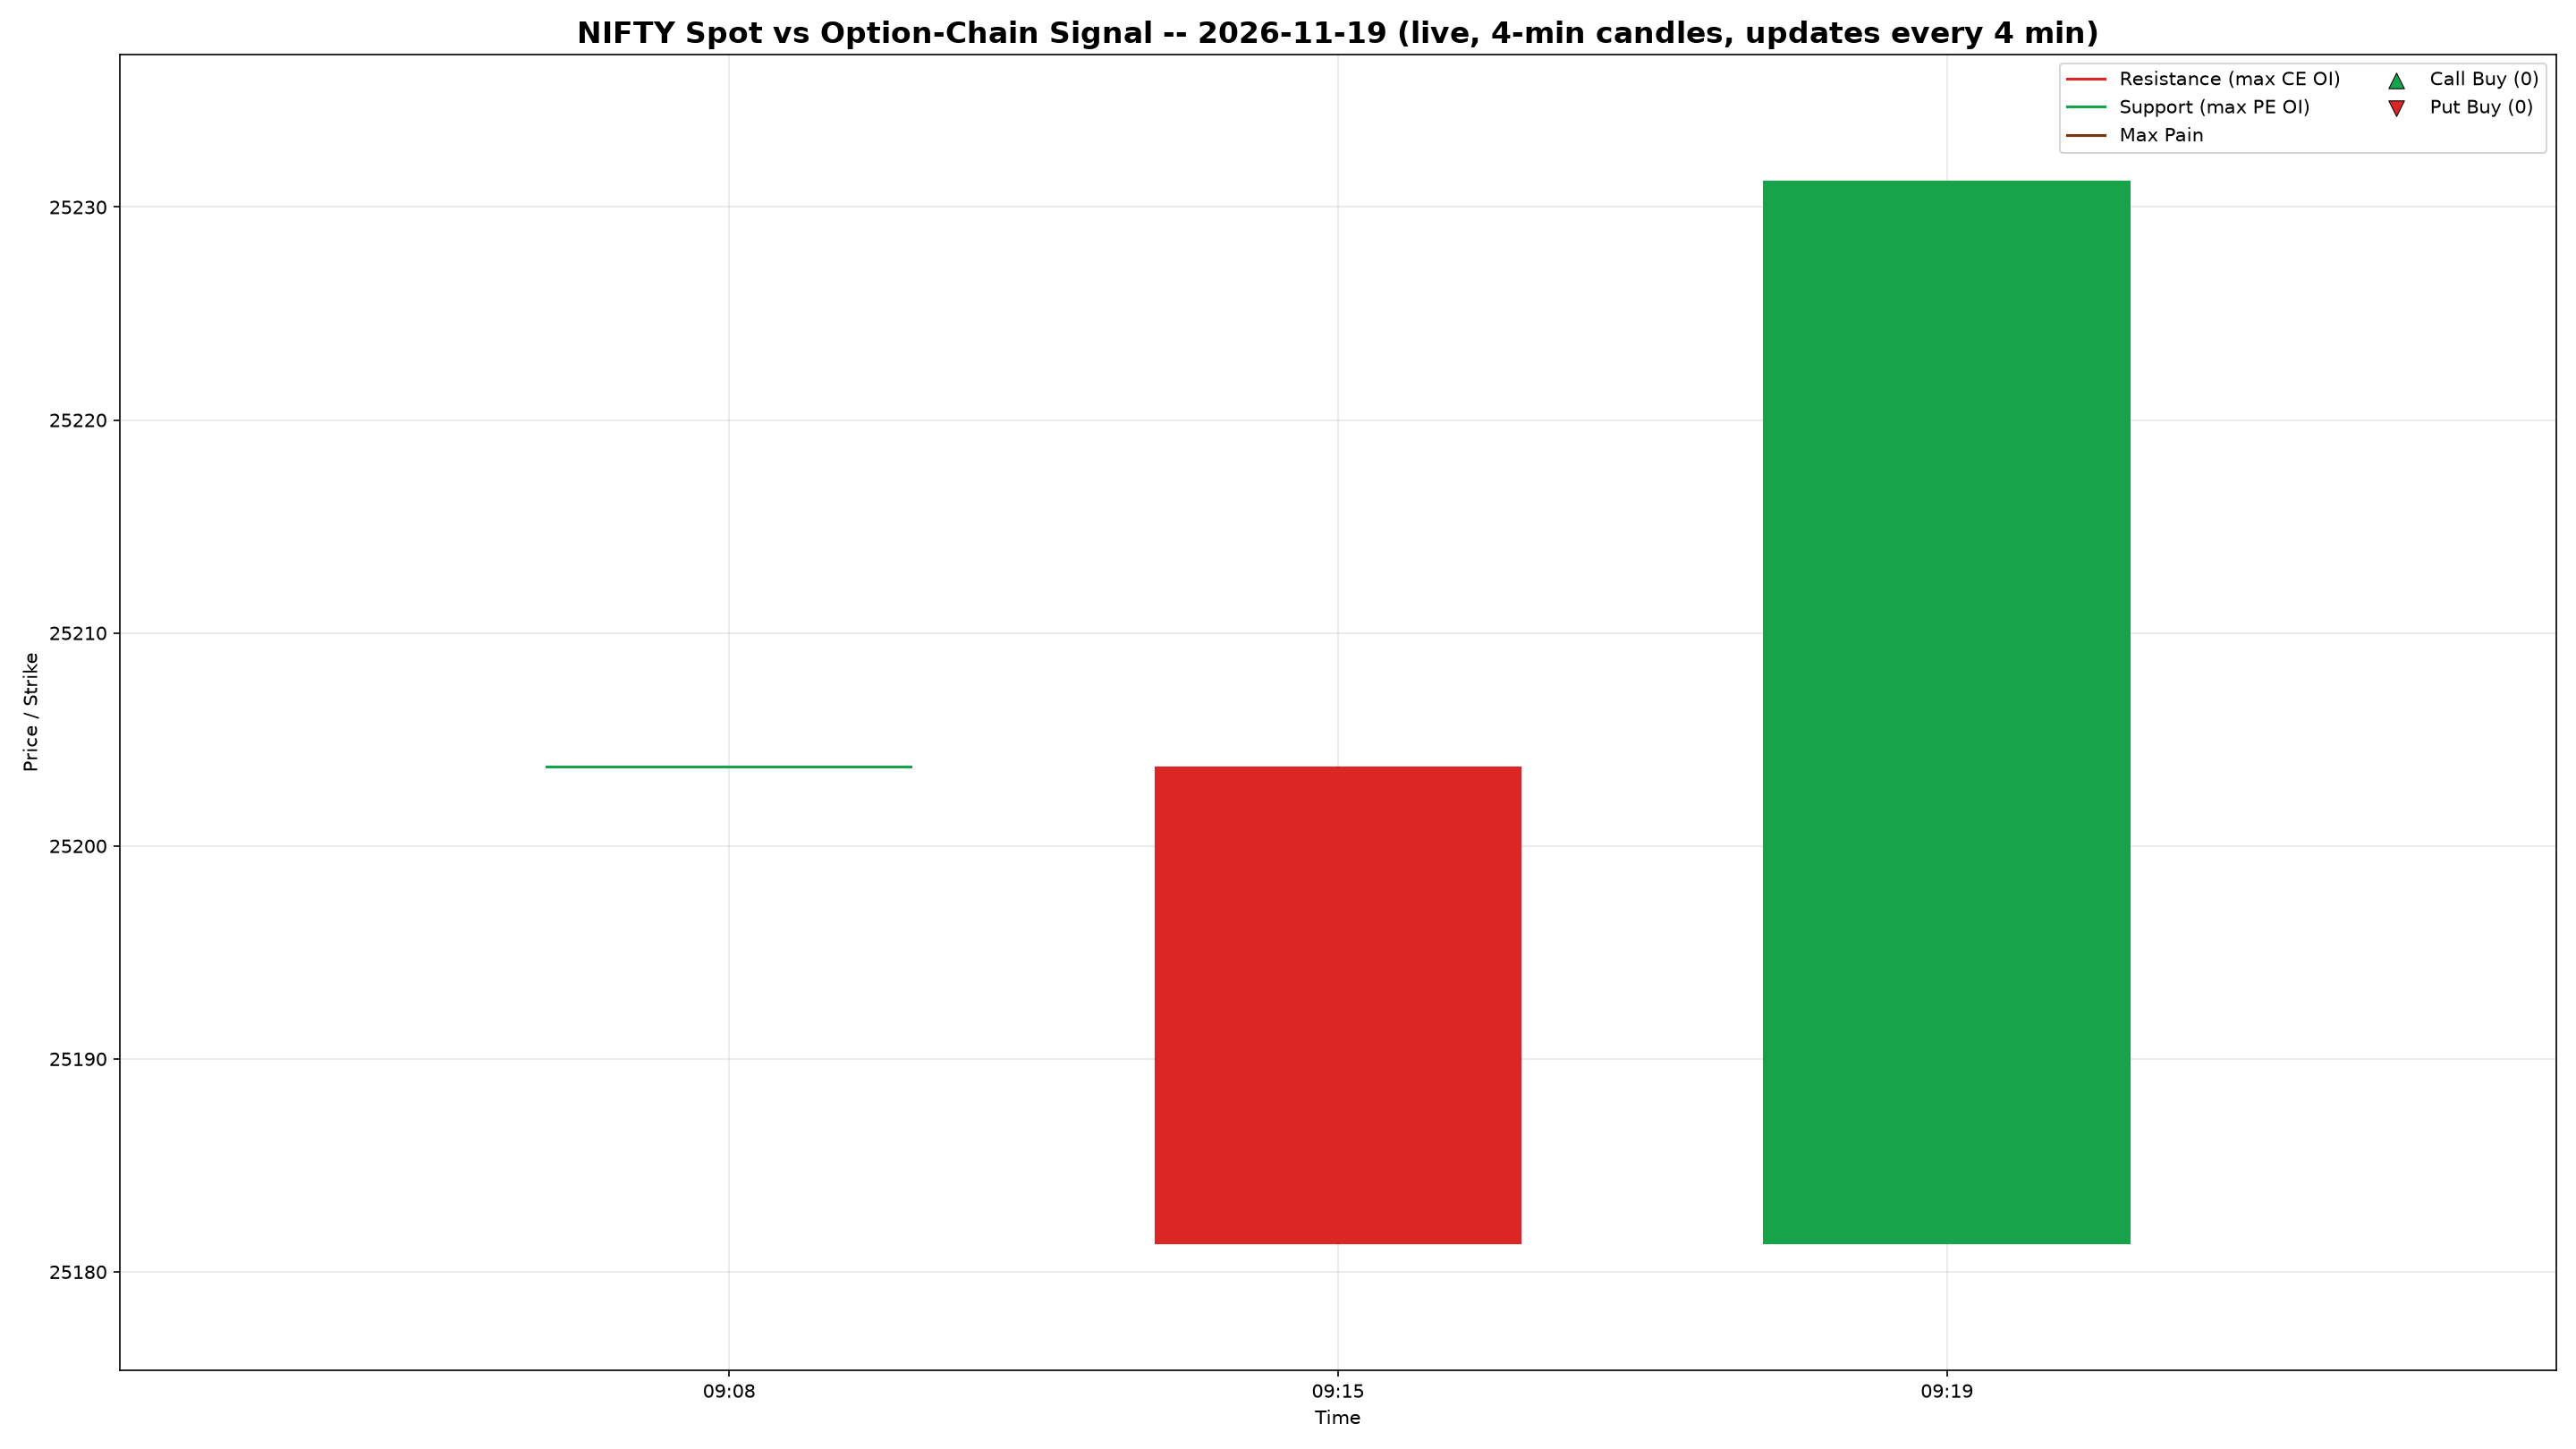 NIFTY Spot vs Option-Chain Signal -- 2026-11-19 (live, 4-min candles, updates every 4 min)
Resistance (max CE OI)
Support (max PE OI)
Max Pain
Call Buy (0)
Put Buy (0)
Price / Strike
25230
25220
25210
25200
25190
25180
09:08
09:15
09:19
Time